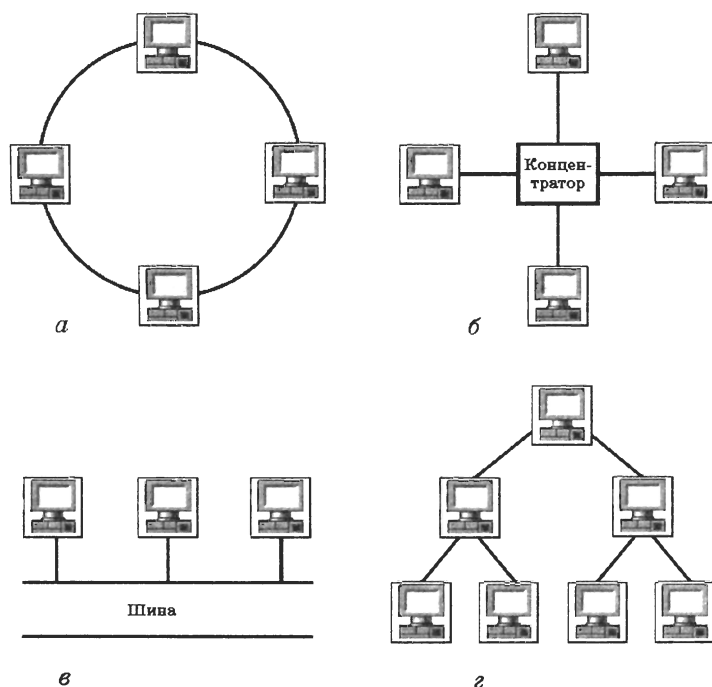 Концен-
тратор
а
б
Шина
в
г